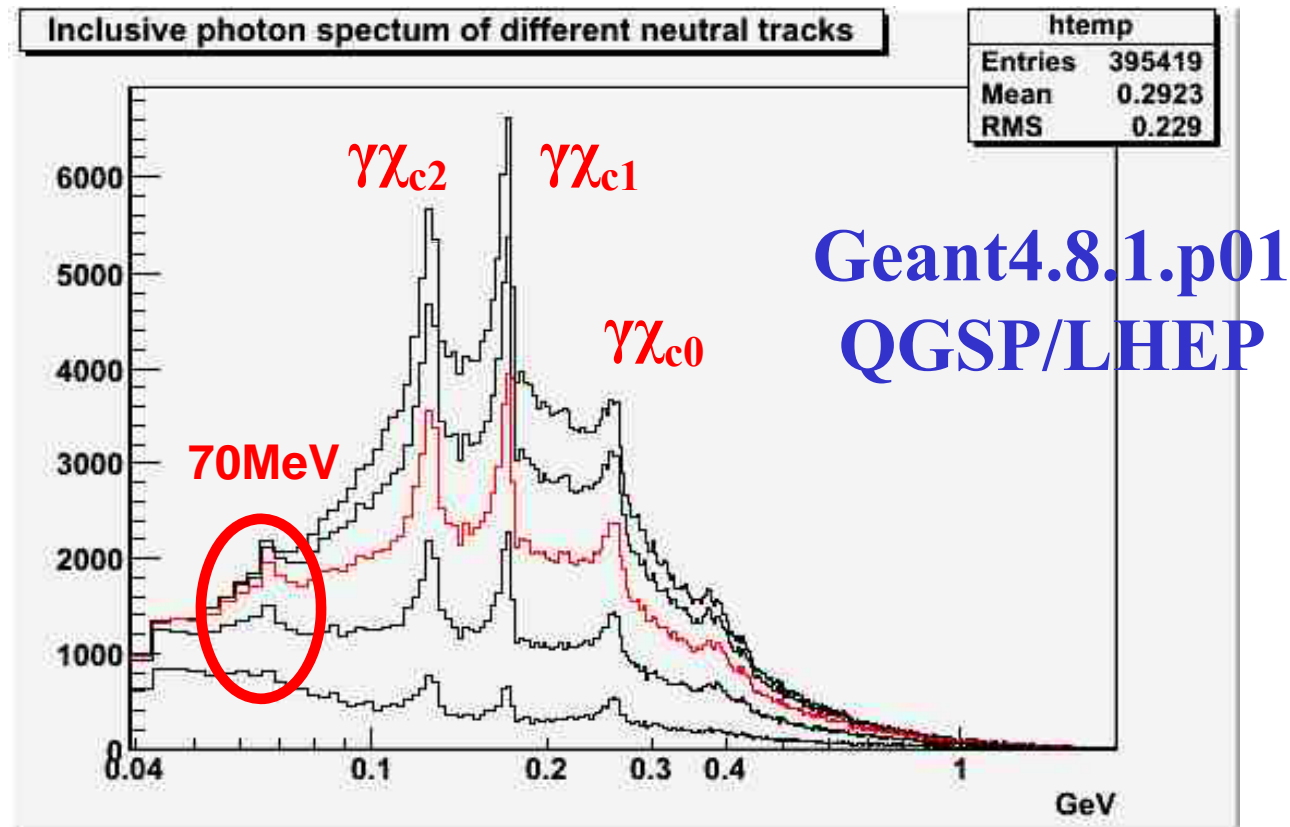 Inclusive photon spectrum of different neutral tracks
htemp
Entries 395419
Mean 0.2923
RMS 0.229
γχc2
γχc1
γχc0
Geant4.8.1.p01
QGSP/LHEP
70MeV
6000
5000
4000
3000
2000
1000
0
0.04 0.1 0.2 0.3 0.4 1
GeV